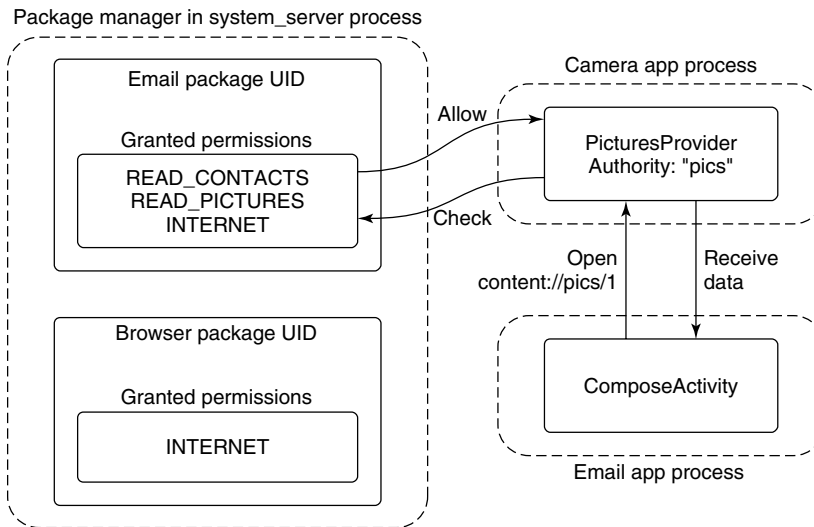 Package manager in system_server process
Email package UID
Granted permissions
READ_CONTACTS
READ_PICTURES
INTERNET
Browser package UID
Granted permissions
INTERNET
Allow
Check
Camera app process
PicturesProvider
Authority: "pics"
Open
content://pics/1
Receive
data
ComposeActivity
Email app process